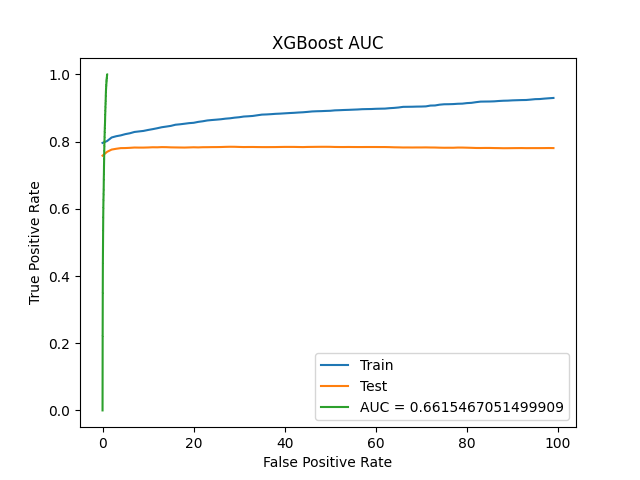 XGBoost AUC
True Positive Rate
1.0
0.8
0.6
0.4
0.2
0.0
0 20 40 60 80 100
False Positive Rate
Train
Test
AUC = 0.6615467051499909